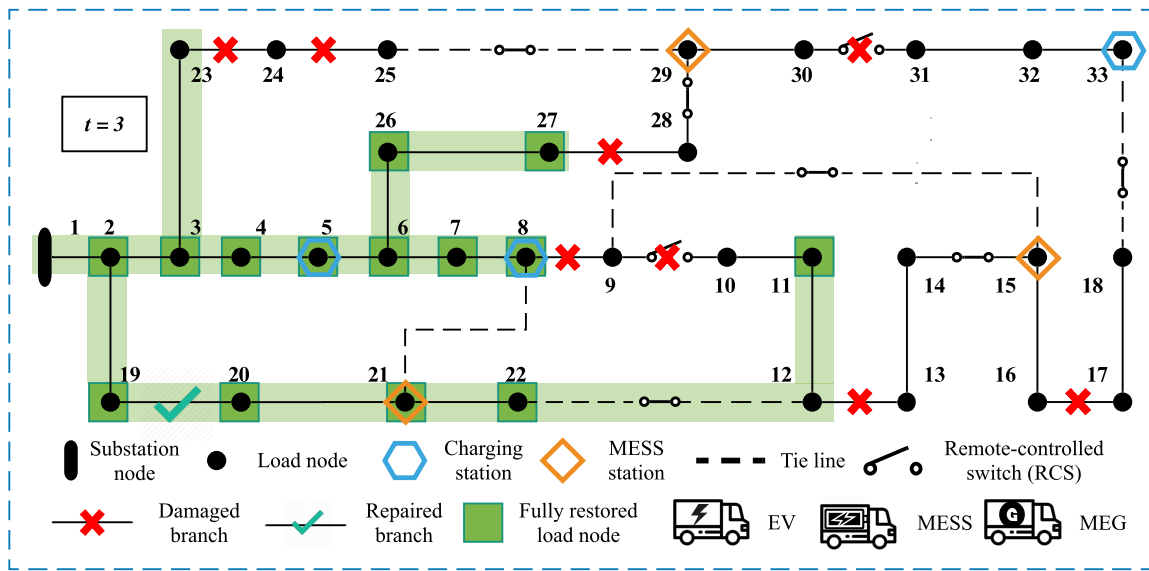 23
24
25
29
30
31
32
33
t = 3
26
27
28
1
2
3
4
5
6
7
8
9
10
11
14
15
18
19
20
21
22
12
13
16
17
Substation
node
Load node
Charging
station
MESS
station
Tie line
Remote-controlled
switch (RCS)
Damaged
branch
Repaired
branch
Fully restored
load node
EV
MESS
G
MEG